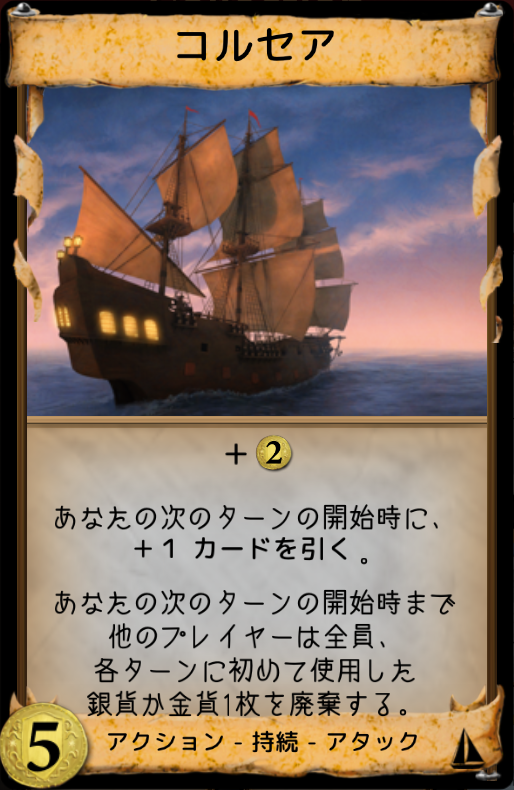 コルセア
+2
あなたの次のターンの開始時に、
+1 カードを引く。
あなたの次のターンの開始時まで
他のプレイヤーは全員、
各ターンに初めて使用した
銀貨か金貨1枚を廃棄する。
5
アクション - 持続 - アタック